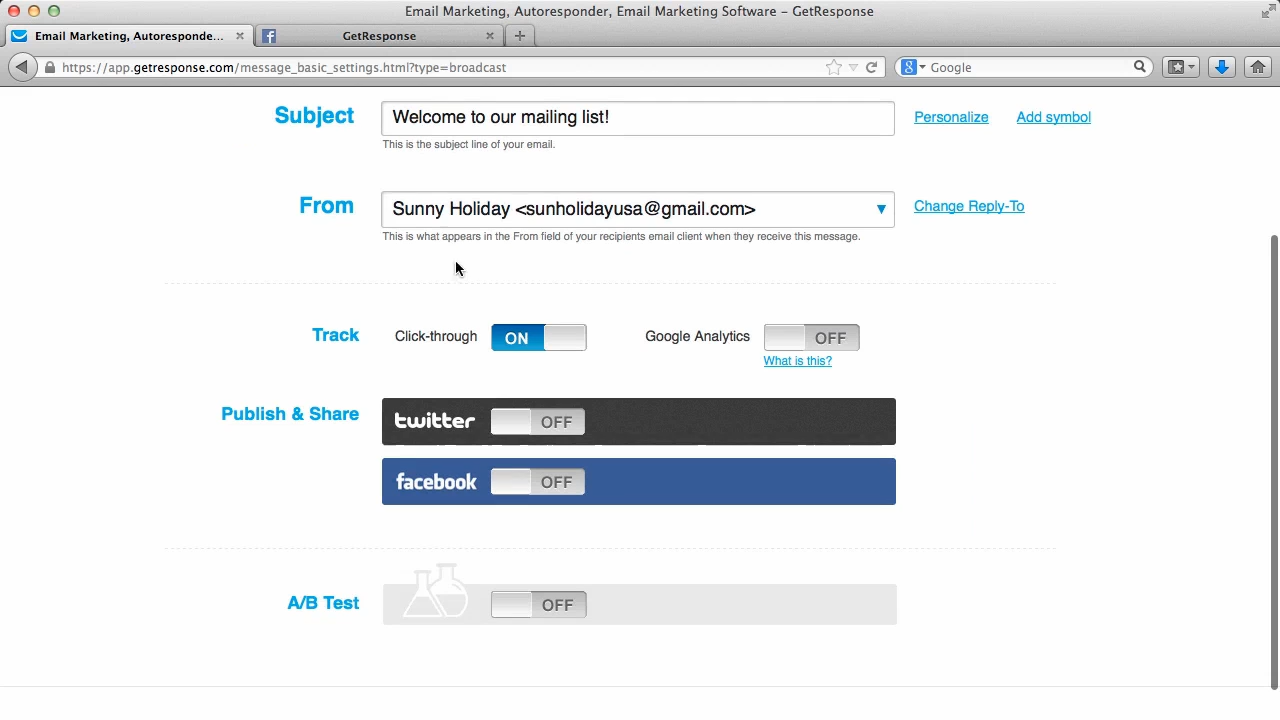 Email Marketing, Autoresponder, Email Marketing Software – GetResponse
Email Marketing, Autoresponde...
GetResponse
https://app.getresponse.com/message_basic_settings.html?type=broadcast
Google
Subject
Welcome to our mailing list!
Personalize
Add symbol
This is the subject line of your email.
From
Sunny Holiday <sunholidayusa@gmail.com>
Change Reply-To
This is what appears in the From field of your recipients email client when they receive this message.
Track
Click-through
ON
Google Analytics
OFF
What is this?
Publish & Share
twitter
OFF
facebook
OFF
A/B Test
OFF